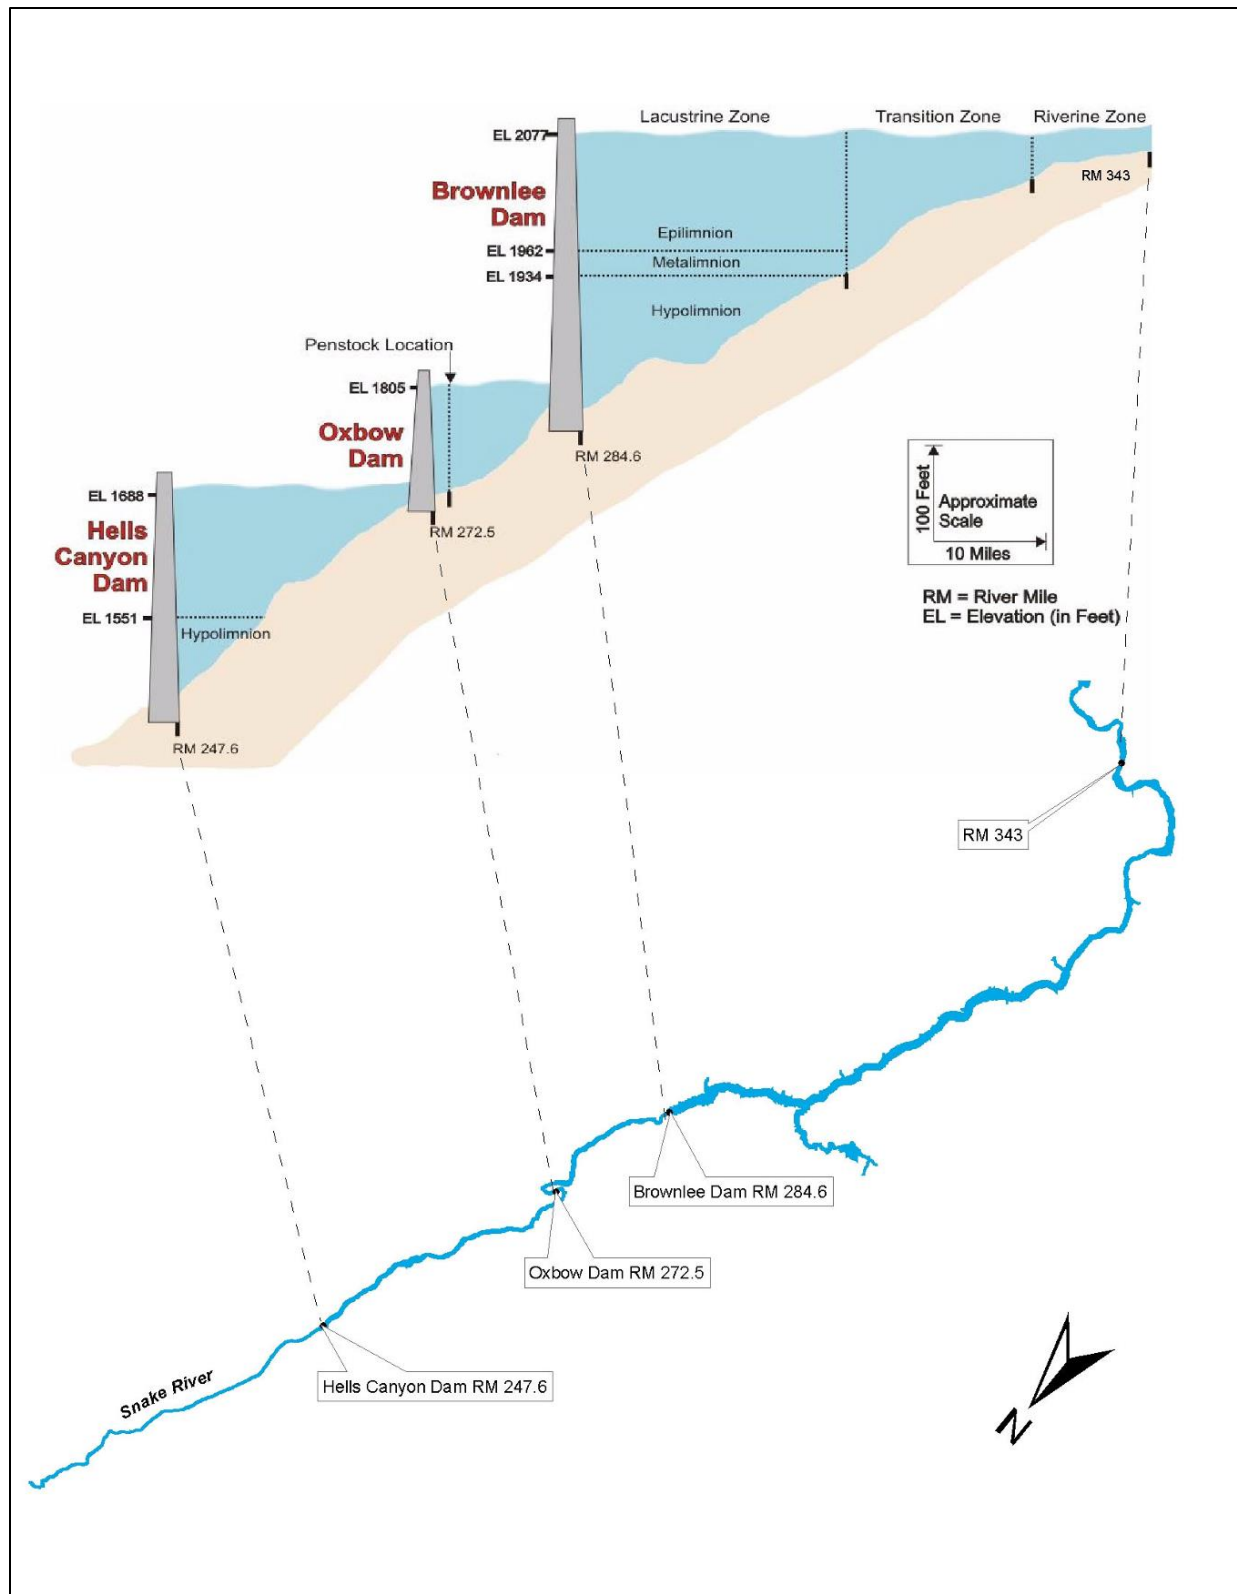 Lacustrine Zone
Transition Zone
Riverine Zone
EL 2077
RM 343
Brownlee
Dam
Epilimnion
EL 1962
Metalimnion
EL 1934
Hypolimnion
Penstock Location
EL 1805
Oxbow
Dam
RM 284.6
EL 1688
RM 272.5
Hells
Canyon
Dam
EL 1551
Hypolimnion
RM 247.6
100 Feet
Approximate
Scale
10 Miles
RM = River Mile
EL = Elevation (in Feet)
RM 343
Brownlee Dam RM 284.6
Oxbow Dam RM 272.5
Hells Canyon Dam RM 247.6
Snake River
N